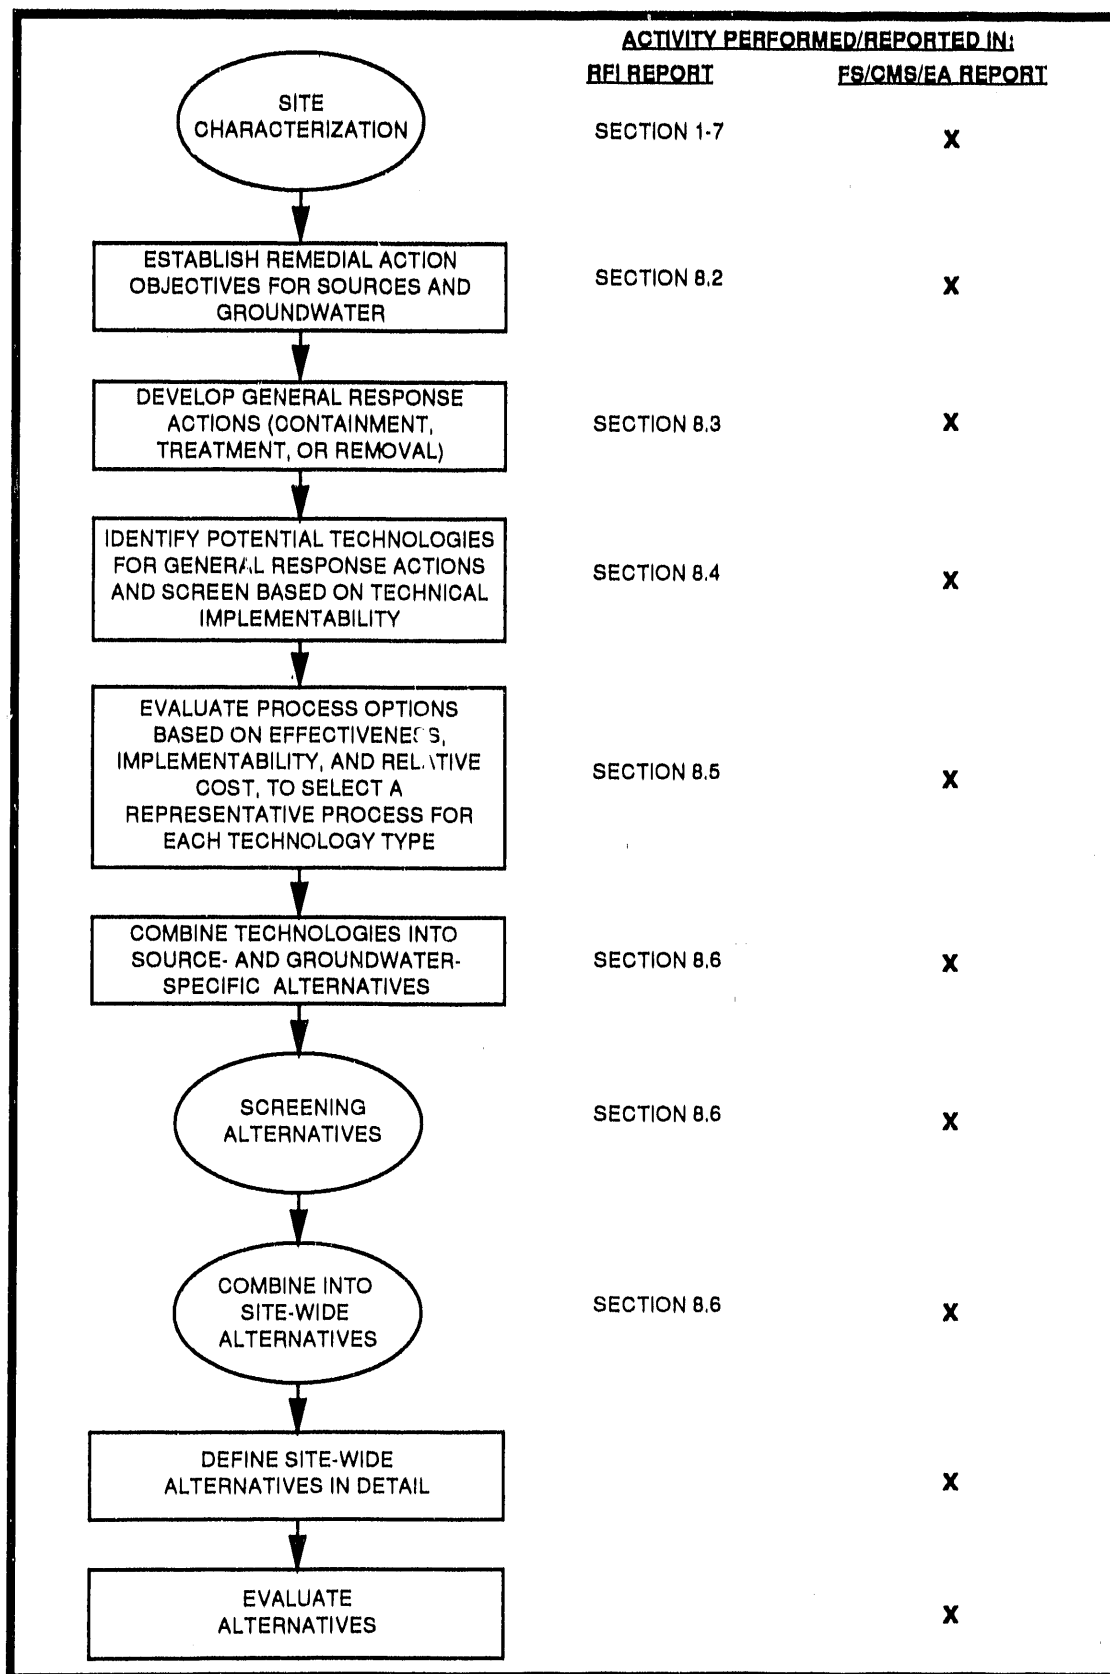 ACTIVITY PERFORMED/REPORTED IN:
RFI REPORT FS/CMS/EA REPORT
SITE
CHARACTERIZATION
SECTION 1-7 X
ESTABLISH REMEDIAL ACTION
OBJECTIVES FOR SOURCES AND
GROUNDWATER
SECTION 8.2 X
DEVELOP GENERAL RESPONSE
ACTIONS (CONTAINMENT,
TREATMENT, OR REMOVAL)
SECTION 8.3 X
IDENTIFY POTENTIAL TECHNOLOGIES
FOR GENERAL RESPONSE ACTIONS
AND SCREEN BASED ON TECHNICAL
IMPLEMENTABILITY
SECTION 8.4 X
EVALUATE PROCESS OPTIONS
BASED ON EFFECTIVENESS,
IMPLEMENTABILITY, AND RELATIVE
COST, TO SELECT A
REPRESENTATIVE PROCESS FOR
EACH TECHNOLOGY TYPE
SECTION 8.5 X
COMBINE TECHNOLOGIES INTO
SOURCE- AND GROUNDWATER-
SPECIFIC ALTERNATIVES
SECTION 8.6 X
SCREENING
ALTERNATIVES
SECTION 8.6 X
COMBINE INTO
SITE-WIDE
ALTERNATIVES
SECTION 8.6 X
DEFINE SITE-WIDE
ALTERNATIVES IN DETAIL
X
EVALUATE
ALTERNATIVES
X